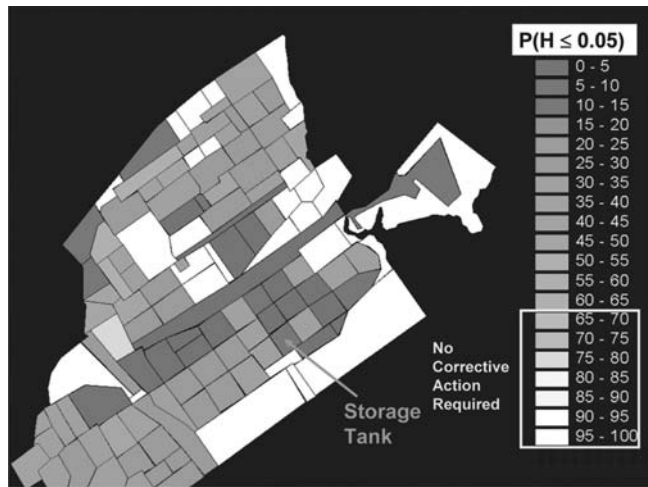 P(H ≤ 0.05)
0 - 5
5 - 10
10 - 15
15 - 20
20 - 25
25 - 30
30 - 35
35 - 40
40 - 45
45 - 50
50 - 55
55 - 60
60 - 65
65 - 70
70 - 75
75 - 80
80 - 85
85 - 90
90 - 95
95 - 100
No
Corrective
Action
Required
Storage
Tank